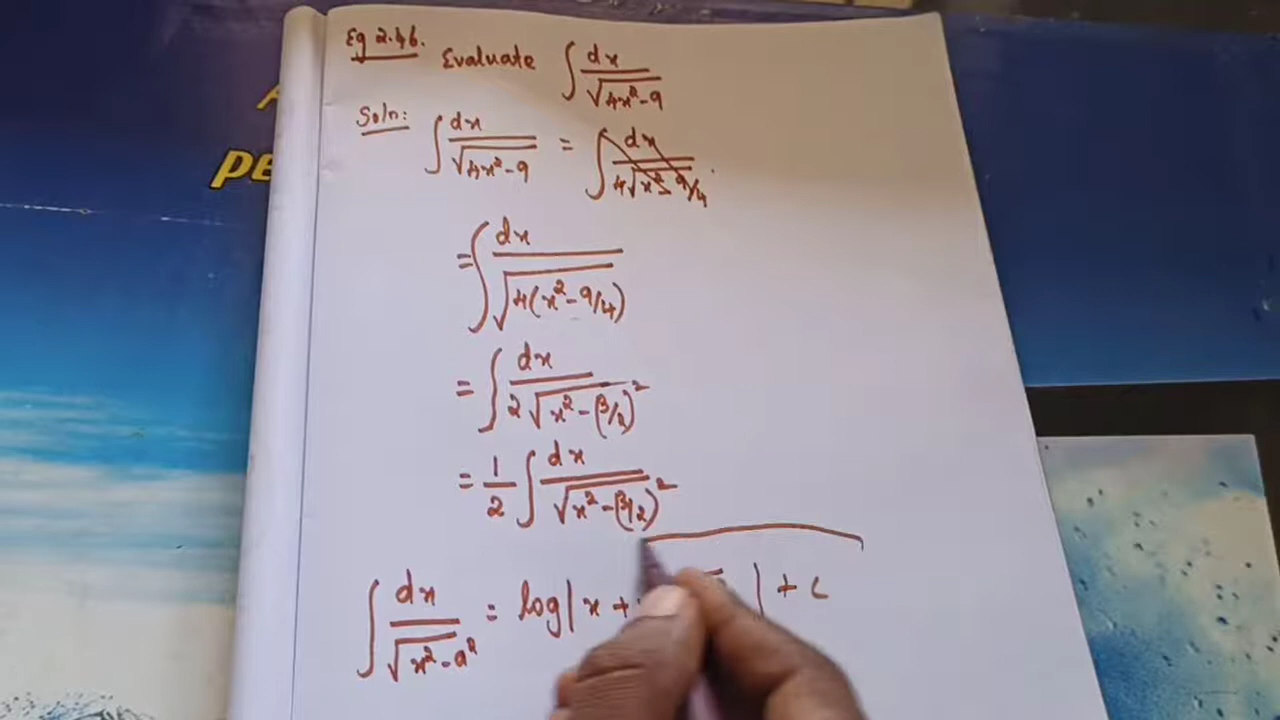 Eg 2.46. Evaluate ∫ dx / √4x²-9
Soln: ∫ dx / √4x²-9 = ∫ dx / 4√x²-9/4
= ∫ dx / √4(x²-9/4)
= ∫ dx / 2√x²-(3/2)²
= 1/2 ∫ dx / √x²-(3/2)²
∫ dx / √x²-a² = log|x + | + c
PE